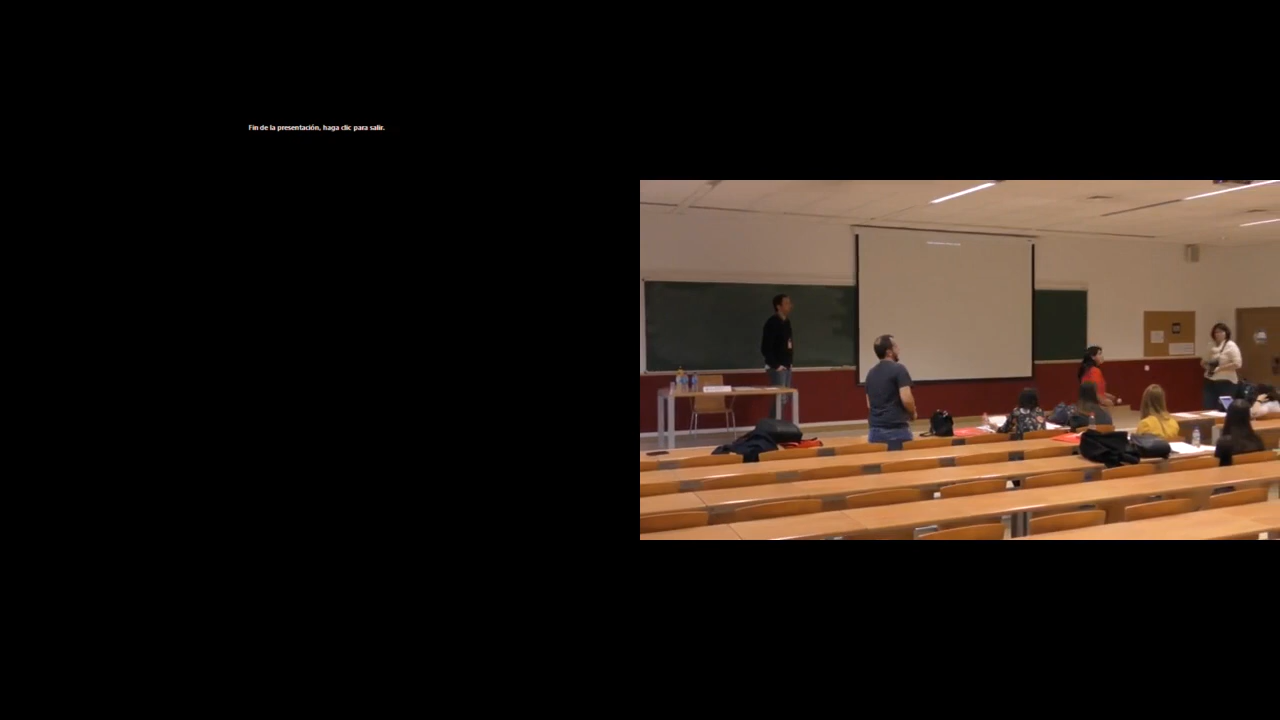 Fin de la presentación, haga clic para salir.